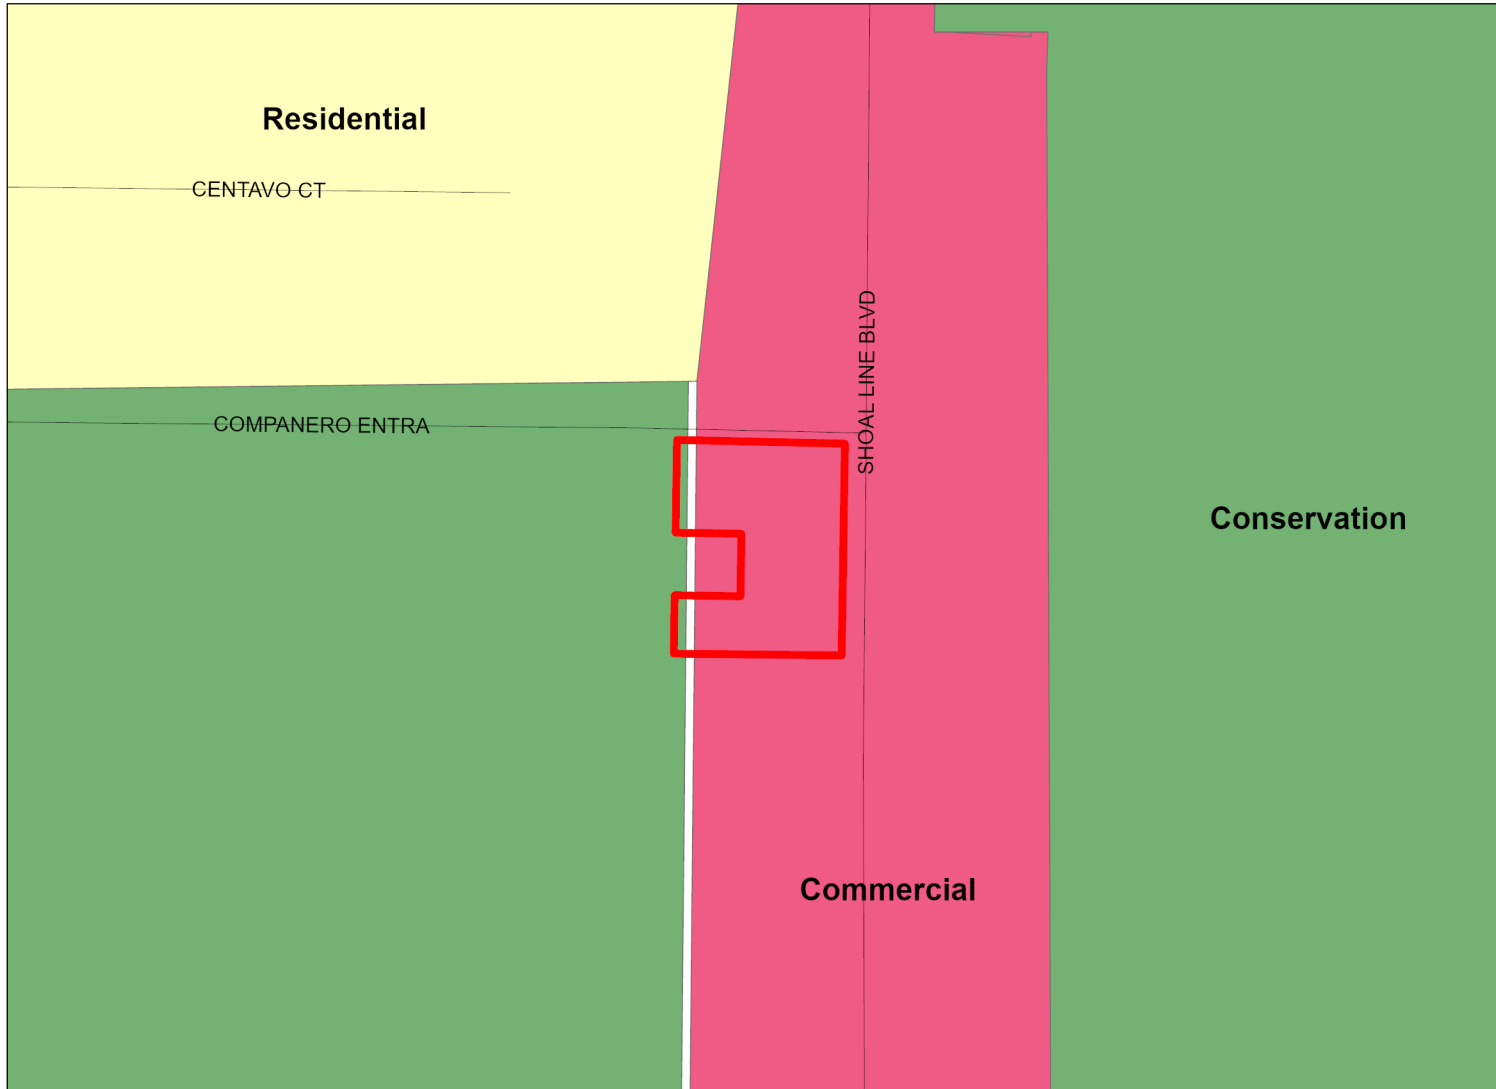 Residential
CENTAVO CT
SHOAL LINE BLVD
COMPANERO ENTRA
Conservation
Commercial